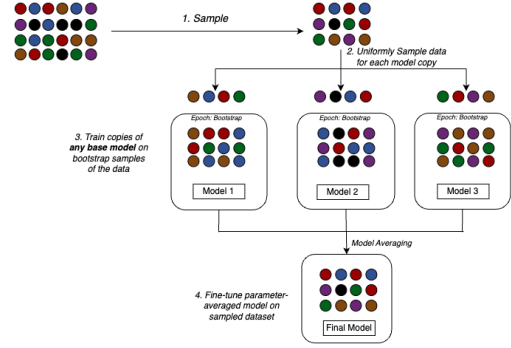 1. Sample
2. Uniformly Sample data
for each model copy
Epoch: Bootstrap
Epoch: Bootstrap
Epoch: Bootstrap
3. Train copies of
any base model on
bootstrap samples
of the data
Model 1
Model 2
Model 3
Model Averaging
4. Fine-tune parameter-
averaged model on
sampled dataset
Final Model